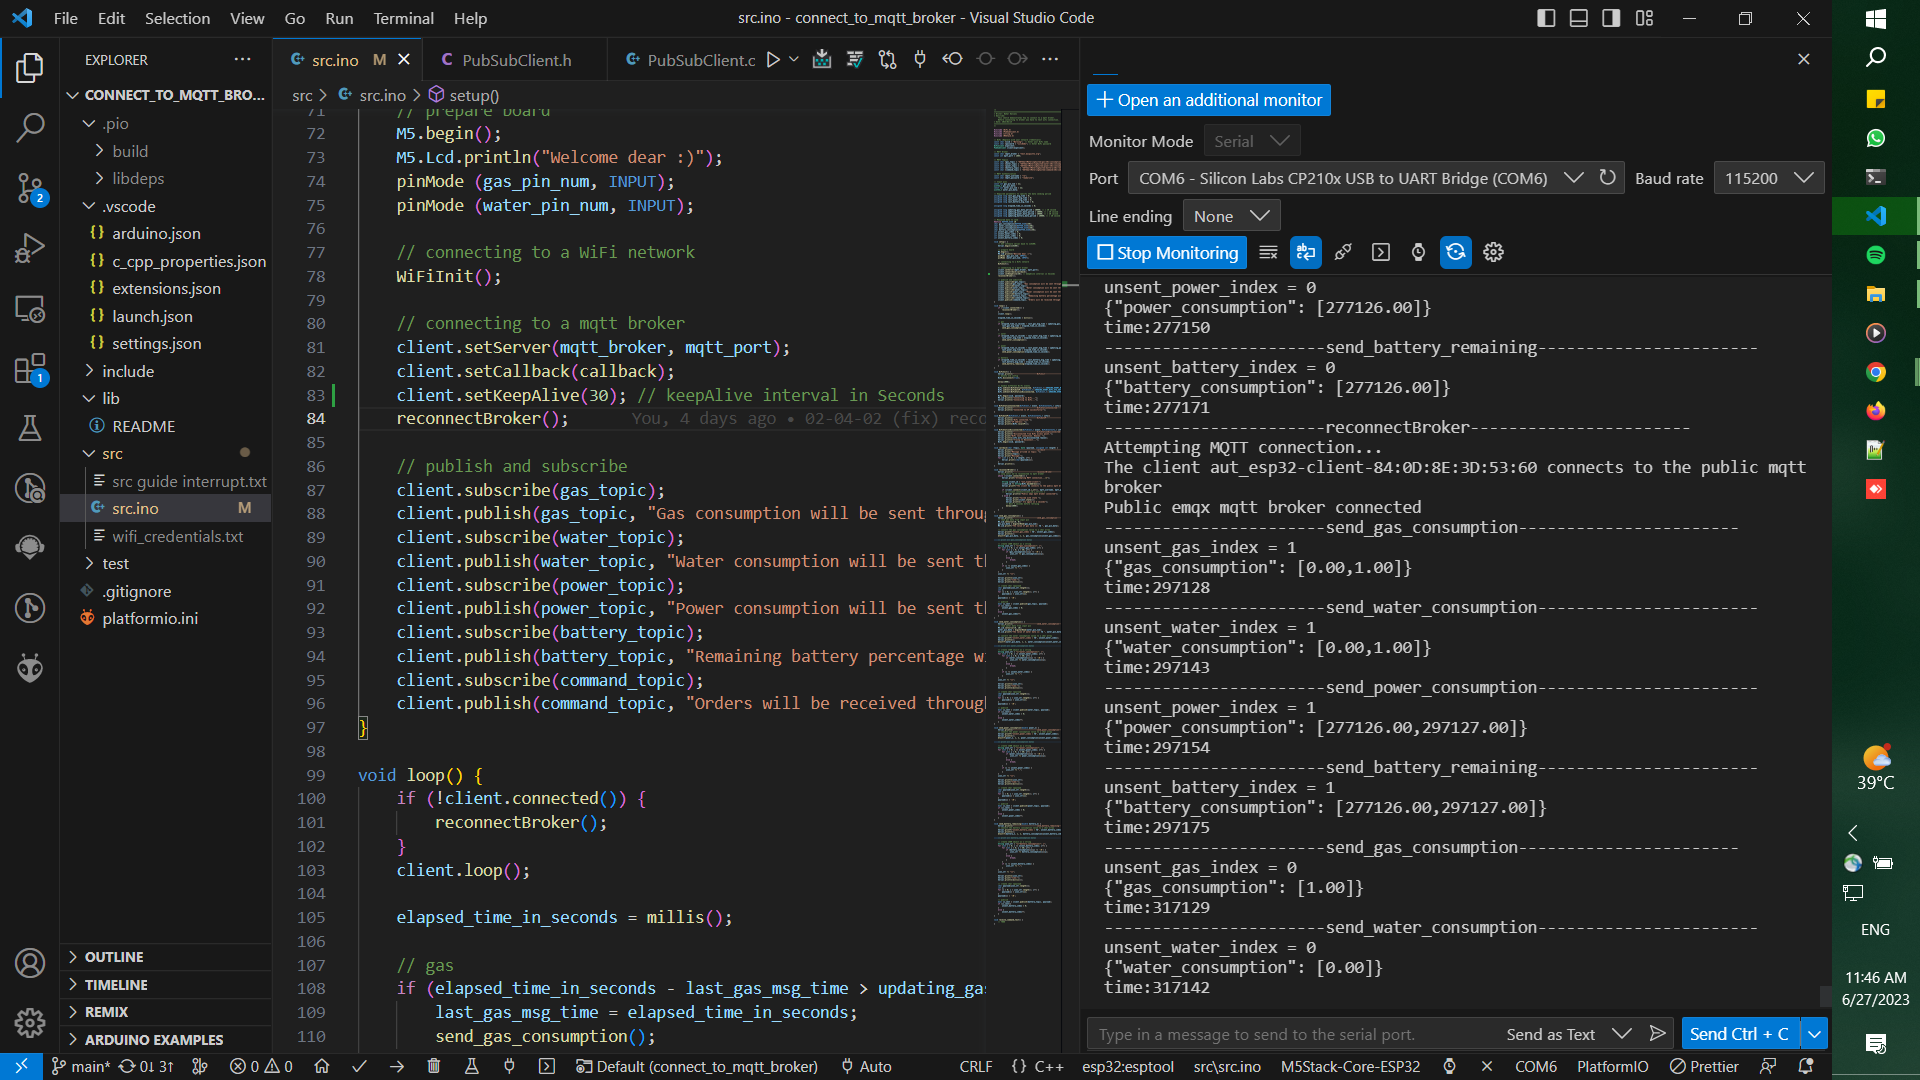 File Edit Selection View Go Run Terminal Help
src.ino - connect_to_mqtt_broker - Visual Studio Code
EXPLORER
CONNECT_TO_MQTT_BRO...
.pio
build
libdeps
.vscode
{} arduino.json
{} c_cpp_properties.json
{} extensions.json
{} launch.json
{} settings.json
include
lib
README
src
src guide interrupt.txt
src.ino M
wifi_credentials.txt
test
.gitignore
platformio.ini
OUTLINE
TIMELINE
REMIX
ARDUINO EXAMPLES
2
1
src.ino M
C PubSubClient.h
PubSubClient.c
src > src.ino > setup()
71 // prepare board
72 M5.begin();
73 M5.Lcd.println("Welcome dear :)");
74 pinMode (gas_pin_num, INPUT);
75 pinMode (water_pin_num, INPUT);
76
77 // connecting to a WiFi network
78 WiFiInit();
79
80 // connecting to a mqtt broker
81 client.setServer(mqtt_broker, mqtt_port);
82 client.setCallback(callback);
83 client.setKeepAlive(30); // keepAlive interval in Seconds
84 reconnectBroker(); You, 4 days ago • 02-04-02 (fix) reco
85
86 // publish and subscribe
87 client.subscribe(gas_topic);
88 client.publish(gas_topic, "Gas consumption will be sent throug
89 client.subscribe(water_topic);
90 client.publish(water_topic, "Water consumption will be sent th
91 client.subscribe(power_topic);
92 client.publish(power_topic, "Power consumption will be sent th
93 client.subscribe(battery_topic);
94 client.publish(battery_topic, "Remaining battery percentage wi
95 client.subscribe(command_topic);
96 client.publish(command_topic, "Orders will be received through
97 }
98
99 void loop() {
100 if (!client.connected()) {
101 reconnectBroker();
102 }
103 client.loop();
104
105 elapsed_time_in_seconds = millis();
106
107 // gas
108 if (elapsed_time_in_seconds - last_gas_msg_time > updating_gas
109 last_gas_msg_time = elapsed_time_in_seconds;
110 send_gas_consumption();
Open an additional monitor
Monitor Mode Serial
Port COM6 - Silicon Labs CP210x USB to UART Bridge (COM6) Baud rate 115200
Line ending None
Stop Monitoring
unsent_power_index = 0
{"power_consumption": [277126.00]}
time:277150
-----------------------send_battery_remaining-----------------------
unsent_battery_index = 0
{"battery_consumption": [277126.00]}
time:277171
-----------------------reconnectBroker-----------------------
Attempting MQTT connection...
The client aut_esp32-client-84:0D:8E:3D:53:60 connects to the public mqtt
broker
Public emqx mqtt broker connected
-----------------------send_gas_consumption-----------------------
unsent_gas_index = 1
{"gas_consumption": [0.00,1.00]}
time:297128
-----------------------send_water_consumption-----------------------
unsent_water_index = 1
{"water_consumption": [0.00,1.00]}
time:297143
-----------------------send_power_consumption-----------------------
unsent_power_index = 1
{"power_consumption": [277126.00,297127.00]}
time:297154
-----------------------send_battery_remaining-----------------------
unsent_battery_index = 1
{"battery_consumption": [277126.00,297127.00]}
time:297175
-----------------------send_gas_consumption-----------------------
unsent_gas_index = 0
{"gas_consumption": [1.00]}
time:317129
-----------------------send_water_consumption-----------------------
unsent_water_index = 0
{"water_consumption": [0.00]}
time:317142
Type in a message to send to the serial port. Send as Text Send Ctrl + C
39°C
ENG
11:46 AM
6/27/2023
main* 0↓ 3↑ 0 0 Default (connect_to_mqtt_broker) Auto CRLF {} C++ esp32:esptool src\src.ino M5Stack-Core-ESP32 COM6 PlatformIO Prettier